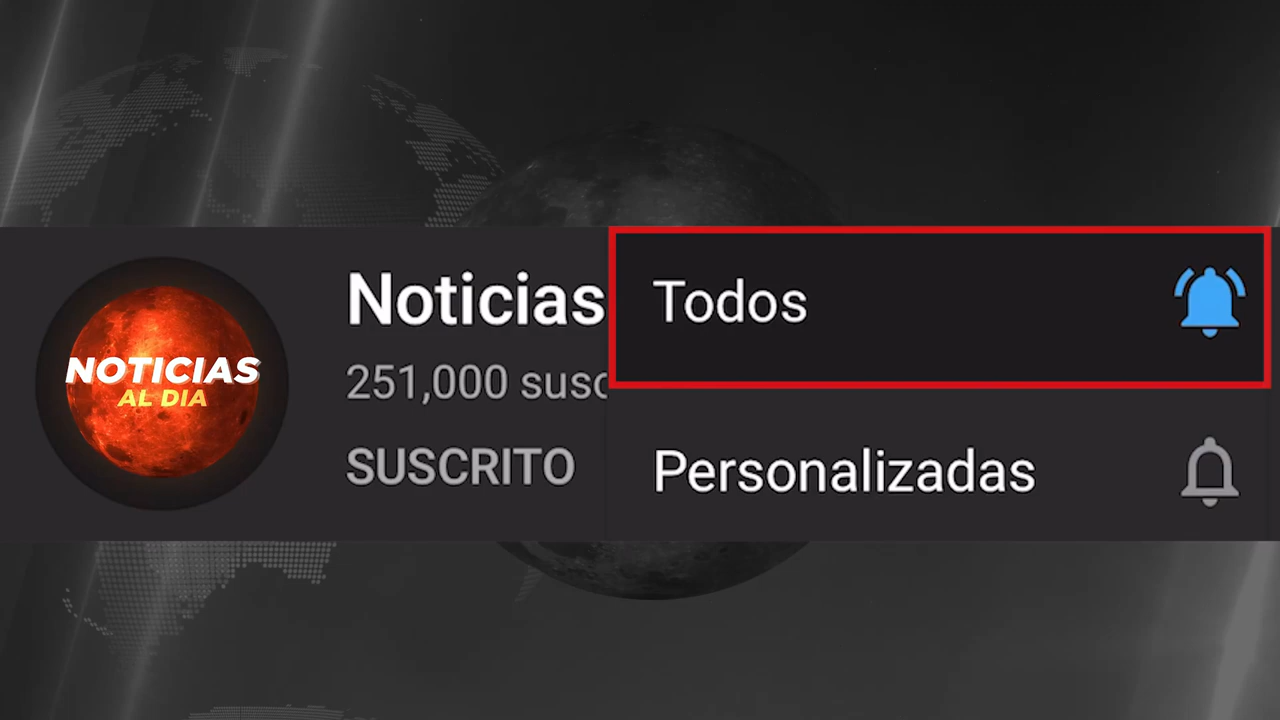 NOTICIAS
AL DIA
Noticias
251,000 susc
SUSCRITO
Todos
Personalizadas